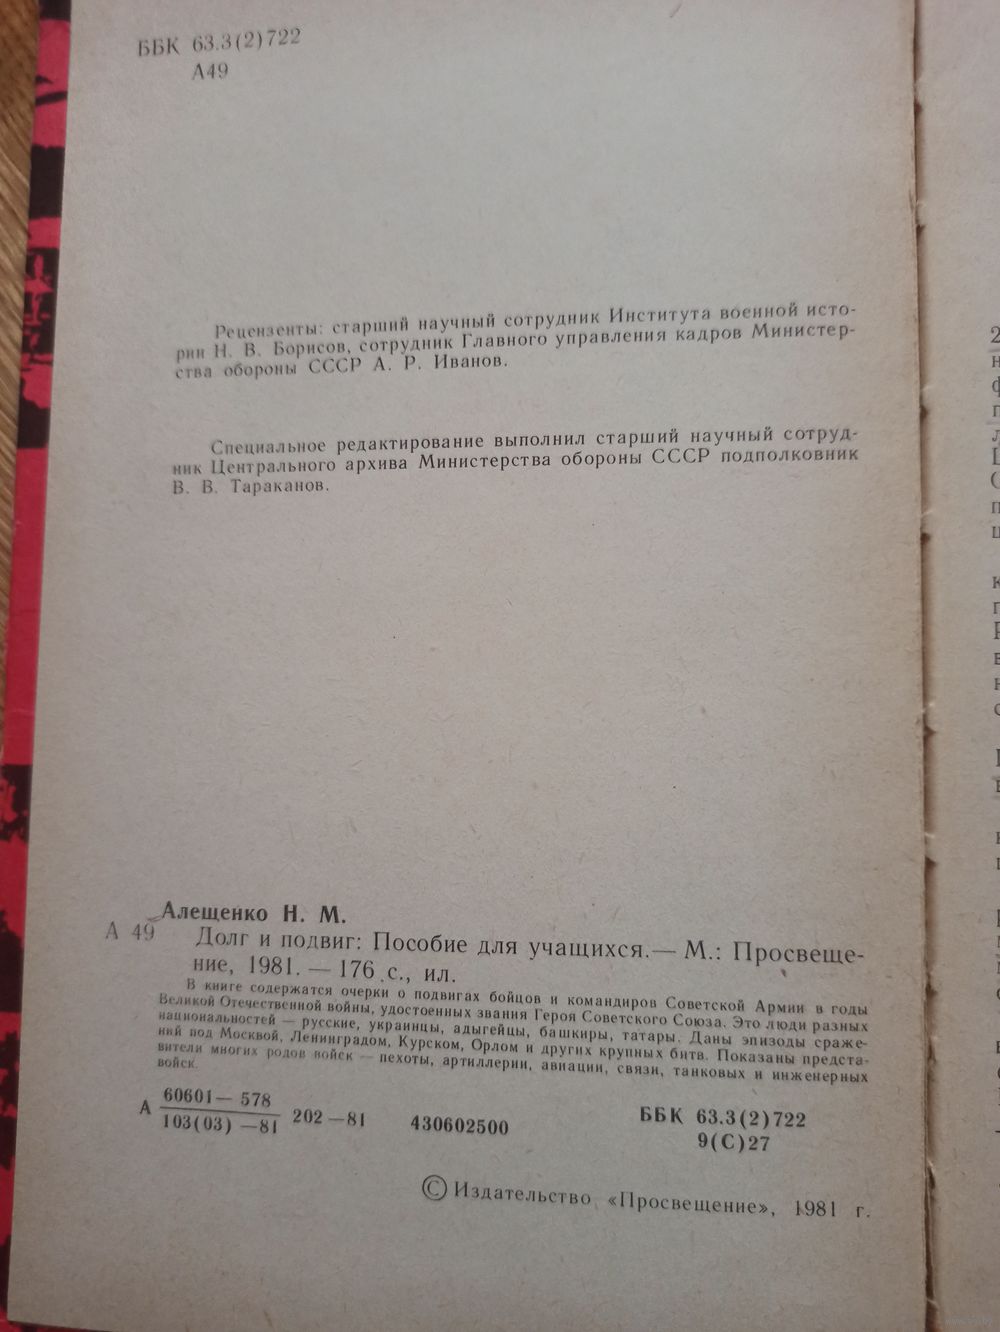 ББК 63.3(2)722
А49
Рецензенты: старший научный сотрудник Института военной исто-
рии Н. В. Борисов, сотрудник Главного управления кадров Министер-
ства обороны СССР А. Р. Иванов.
Специальное редактирование выполнил старший научный сотруд-
ник Центрального архива Министерства обороны СССР подполковник
В. В. Тараканов.
Алещенко Н. М.
А 49 Долг и подвиг: Пособие для учащихся.— М.: Просвеще-
ние, 1981. — 176 с., ил.
В книге содержатся очерки о подвигах бойцов и командиров Советской Армии в годы
Великой Отечественной войны, удостоенных звания Героя Советского Союза. Это люди разных
национальностей — русские, украинцы, адыгейцы, башкиры, татары. Даны эпизоды сраже-
ний под Москвой, Ленинградом, Курском, Орлом и других крупных битв. Показаны предста-
вители многих родов войск — пехоты, артиллерии, авиации, связи, танковых и инженерных
войск.
А 60601— 578 202—81 430602500 ББК 63.3(2)722
103(03) —81 9(С)27
© Издательство «Просвещение», 1981 г.